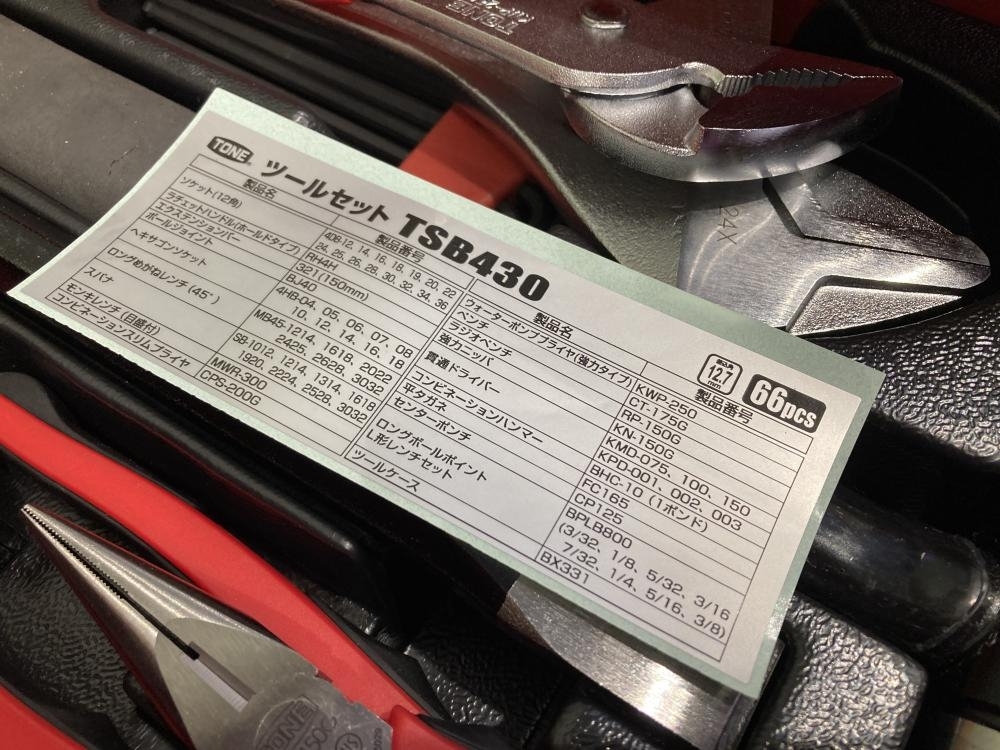 TONE
ツールセット TSB430
差込角 12.7 mm 66pcs
製品名 製品番号
ソケット(12角) 4DB-12, 14, 16, 18, 19, 20, 22
24, 25, 26, 28, 30, 32, 34, 36
ラチェットハンドル(ホールドタイプ) RH4H
エクステンションバー 321(150mm)
ボールジョイント BJ40
ヘキサゴンソケット 4HB-04, 05, 06, 07, 08
10, 12, 14, 16, 18
ロングめがねレンチ(45°) MB45-1214, 1618, 2022
2425, 2628, 3032
スパナ SB-1012, 1214, 1314, 1618
1920, 2224, 2528, 3032
モンキレンチ(目盛付) MWR-300
コンビネーションスリムプライヤ CPS-200G
製品名 製品番号
ウォーターポンププライヤ(強力タイプ) KWP-250
ペンチ CT-175G
ラジオペンチ RP-150G
強力ニッパ KN-150G
貫通ドライバー KMD-075, 100, 150
KPD-001, 002, 003
コンビネーションハンマー BHC-10 (1ポンド)
平タガネ FC165
センターポンチ CP125
ロングボールポイント BPLB800
L形レンチセット (3/32, 1/8, 5/32, 3/16
7/32, 1/4, 5/16, 3/8)
ツールケース BX331
TONE
24X
TONE